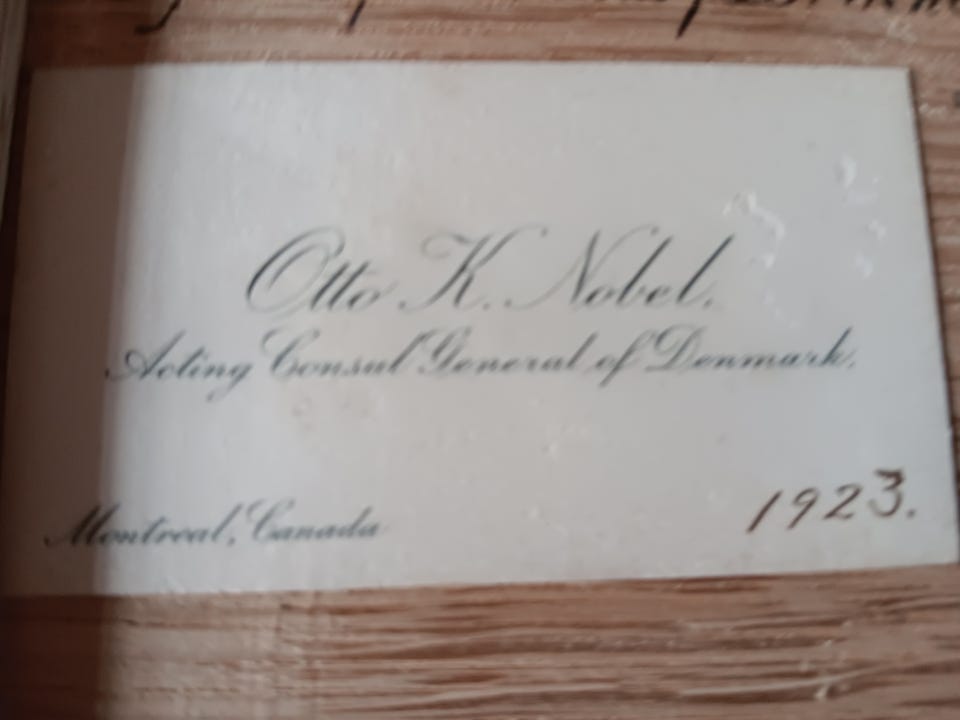 Otto K. Nobel.
Acting Consul General of Denmark.
Montreal, Canada
1923.